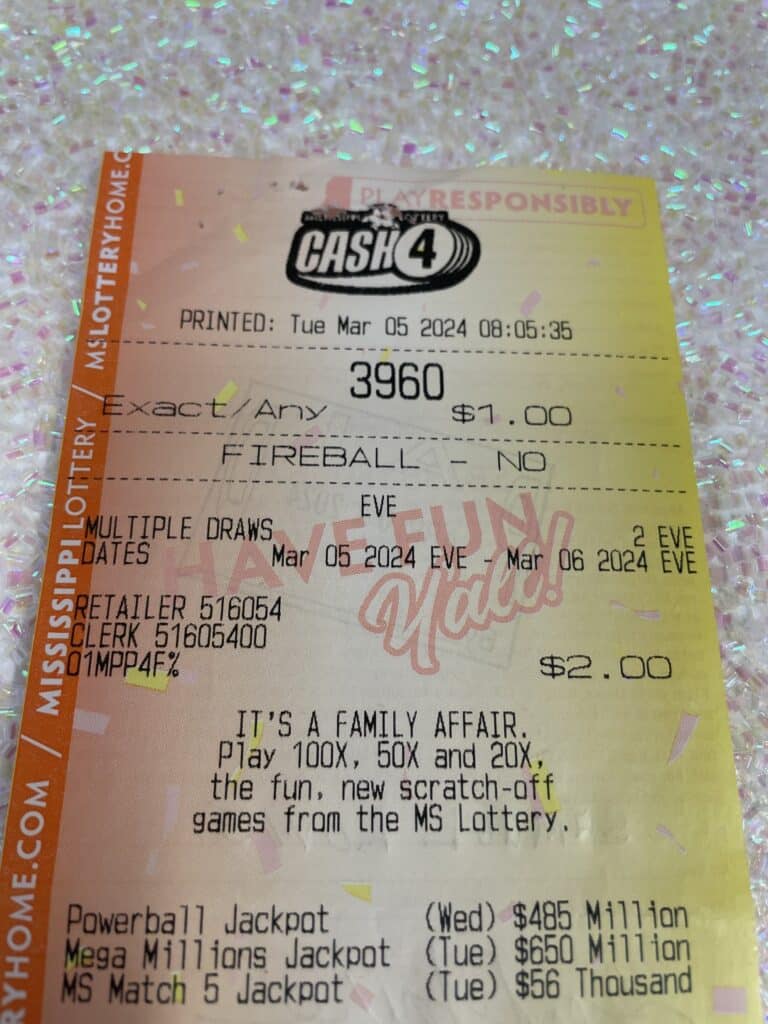 PLAY RESPONSIBLY
MISSISSIPPI LOTTERY
CASH 4
PRINTED: Tue Mar 05 2024 08:05:35
3960
Exact/Any $1.00
FIREBALL - NO
EVE
MULTIPLE DRAWS 2 EVE
DATES Mar 05 2024 EVE - Mar 06 2024 EVE
HAVE FUN
Y'all!
RETAILER 516054
CLERK 51605400
01MPP4F% $2.00
IT'S A FAMILY AFFAIR.
Play 100X, 50X and 20X,
the fun, new scratch-off
games from the MS Lottery.
Powerball Jackpot (Wed) $485 Million
Mega Millions Jackpot (Tue) $650 Million
MS Match 5 Jackpot (Tue) $56 Thousand
RYHOME.COM / MISSISSIPPI LOTTERY / MSLOTTERYHOME.C